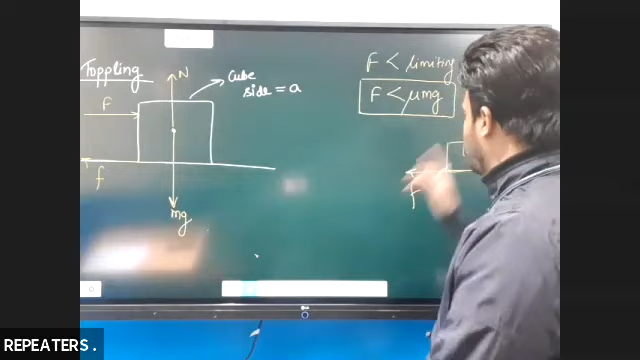 Toppling
N
Cube
side = a
F
f
mg
F < limiting
F < μmg
f
REPEATERS.